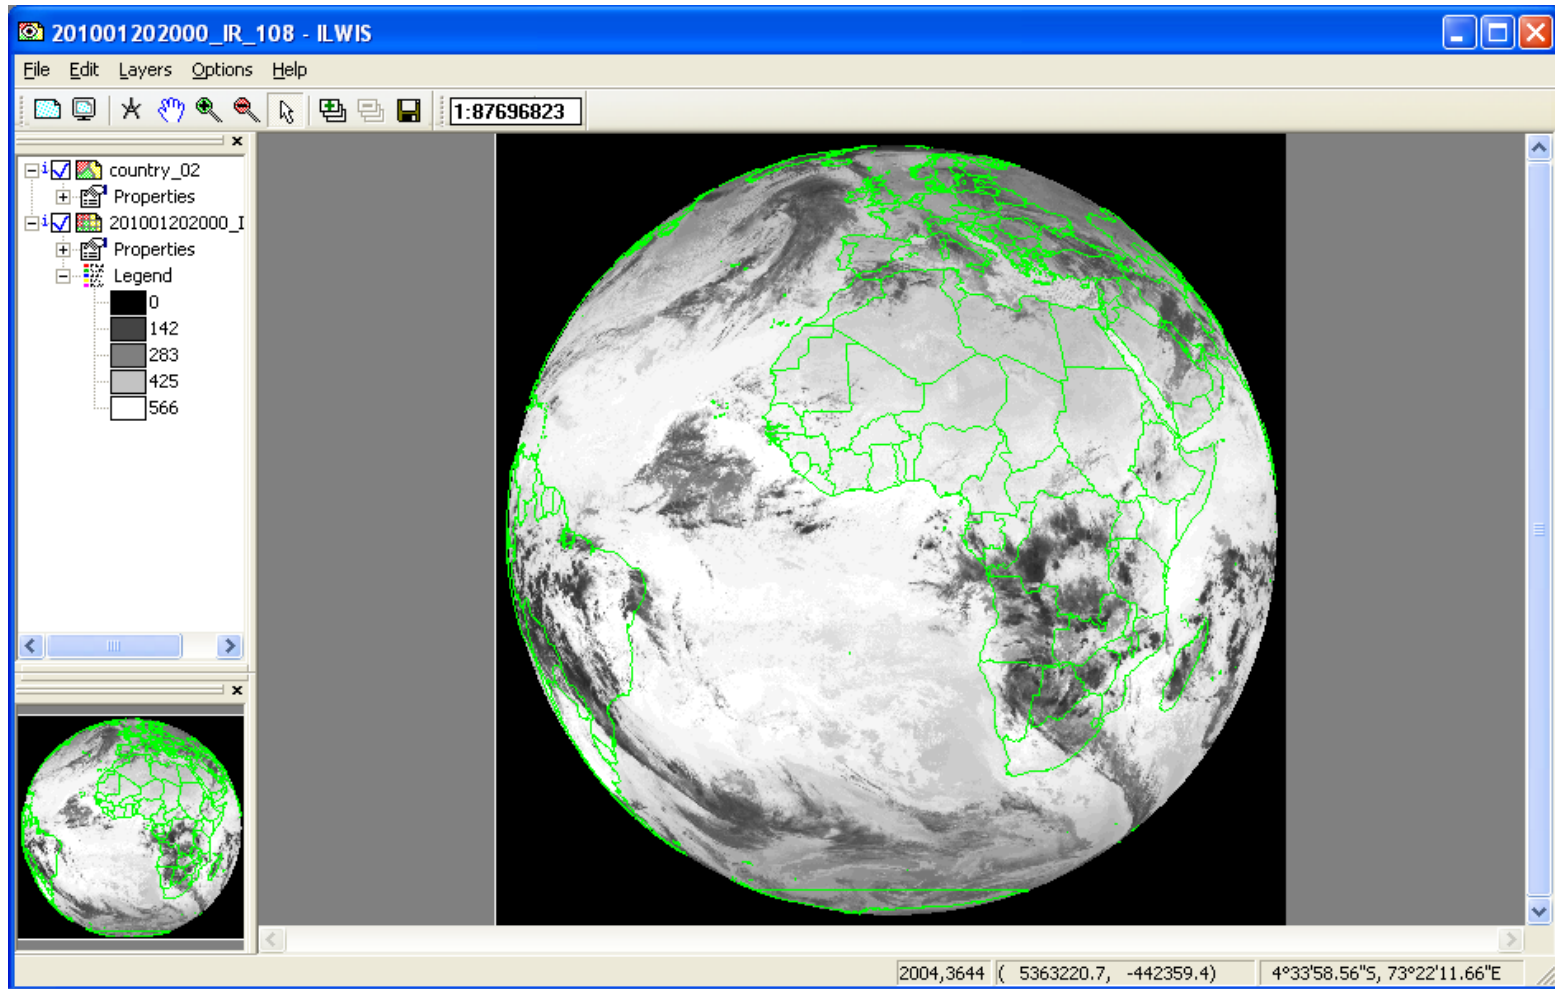 201001202000_IR_108 - ILWIS
File Edit Layers Options Help
1:87696823
country_02
Properties
201001202000_I
Properties
Legend
0
142
283
425
566
2004,3644 ( 5363220.7, -442359.4) 4°33'58.56"S, 73°22'11.66"E